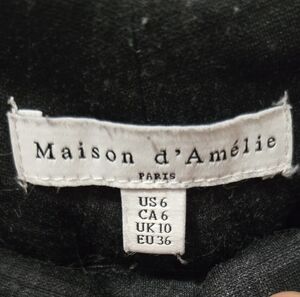 Maison d'Amélie
PARIS
US 6
CA 6
UK 10
EU 36